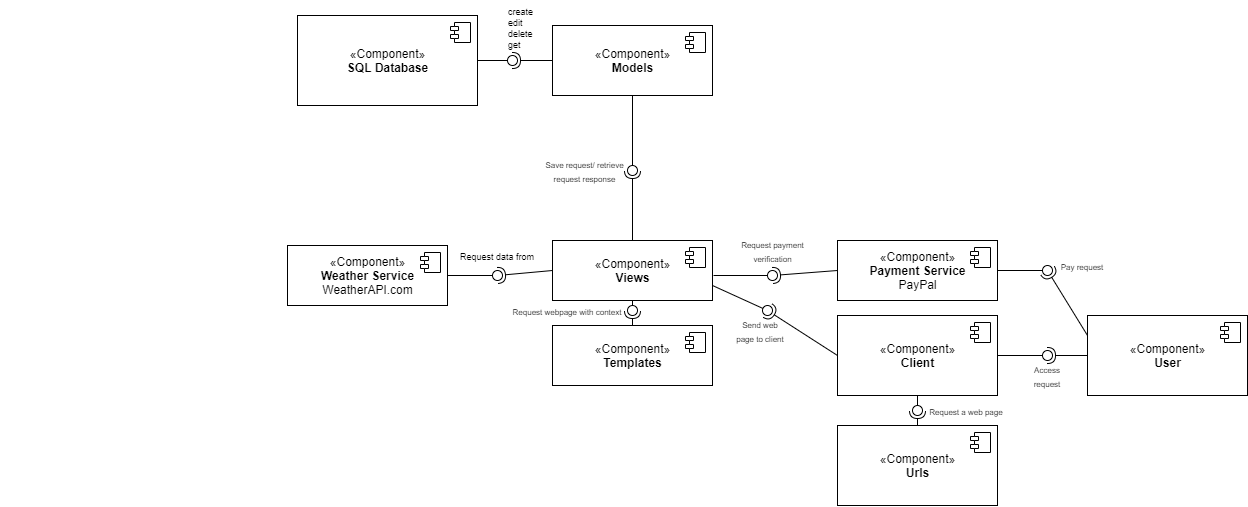 create
edit
delete
get
«Component»
SQL Database
«Component»
Models
Save request/ retrieve
request response
«Component»
Weather Service
WeatherAPI.com
Request data from
«Component»
Views
Request payment
verification
«Component»
Payment Service
PayPal
Pay request
Request webpage with context
Send web
page to client
«Component»
Templates
«Component»
Client
Access
request
«Component»
User
Request a web page
«Component»
Urls